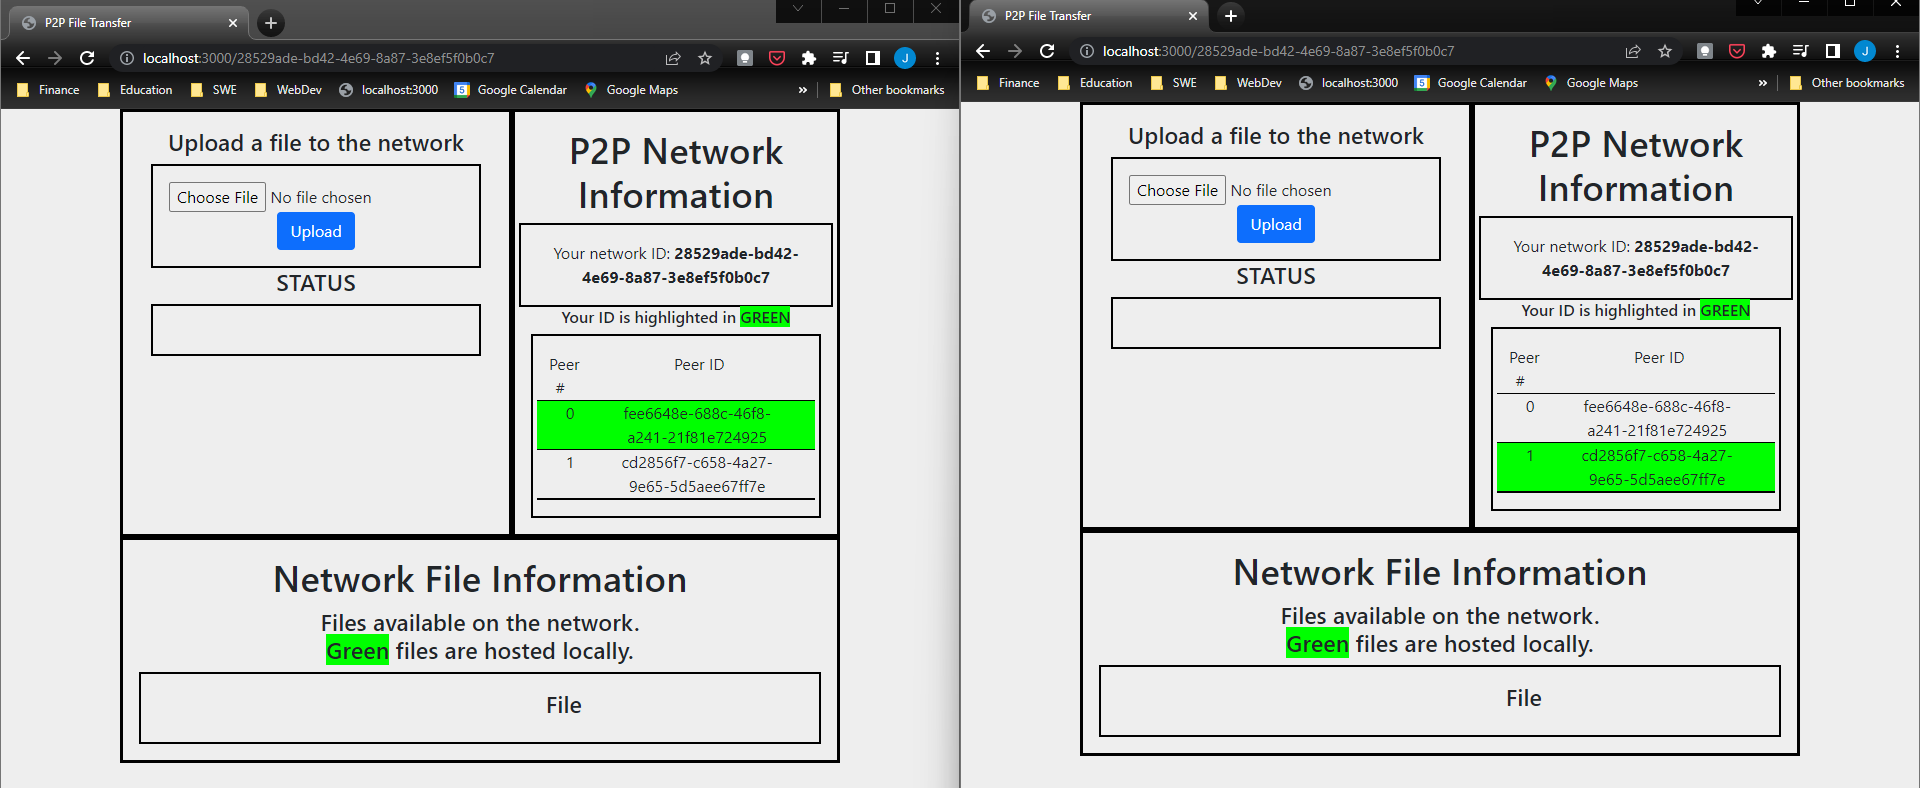 P2P File Transfer
localhost:3000/28529ade-bd42-4e69-8a87-3e8ef5f0b0c7
J
Finance Education SWE WebDev localhost:3000 5 Google Calendar Google Maps » Other bookmarks
Upload a file to the network
Choose File No file chosen
Upload
STATUS
P2P Network
Information
Your network ID: 28529ade-bd42-
4e69-8a87-3e8ef5f0b0c7
Your ID is highlighted in GREEN
Peer Peer ID
#
0 fee6648e-688c-46f8-
a241-21f81e724925
1 cd2856f7-c658-4a27-
9e65-5d5aee67ff7e
Network File Information
Files available on the network.
Green files are hosted locally.
File
P2P File Transfer
localhost:3000/28529ade-bd42-4e69-8a87-3e8ef5f0b0c7
J
Finance Education SWE WebDev localhost:3000 5 Google Calendar Google Maps » Other bookmarks
Upload a file to the network
Choose File No file chosen
Upload
STATUS
P2P Network
Information
Your network ID: 28529ade-bd42-
4e69-8a87-3e8ef5f0b0c7
Your ID is highlighted in GREEN
Peer Peer ID
#
0 fee6648e-688c-46f8-
a241-21f81e724925
1 cd2856f7-c658-4a27-
9e65-5d5aee67ff7e
Network File Information
Files available on the network.
Green files are hosted locally.
File